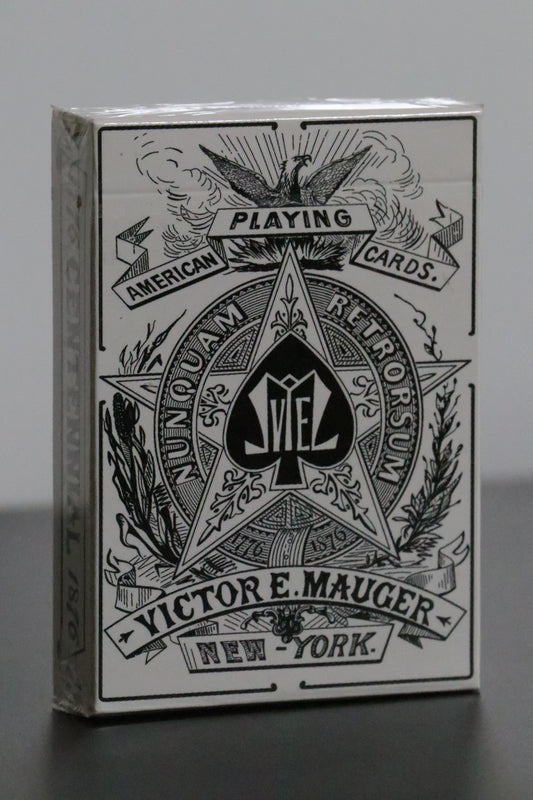 PLAYING
AMERICAN CARDS.
NUNQUAM RETRORSUM
VEM
1776 1876
VICTOR E. MAUGER
NEW-YORK.
CENTENNIAL 1876